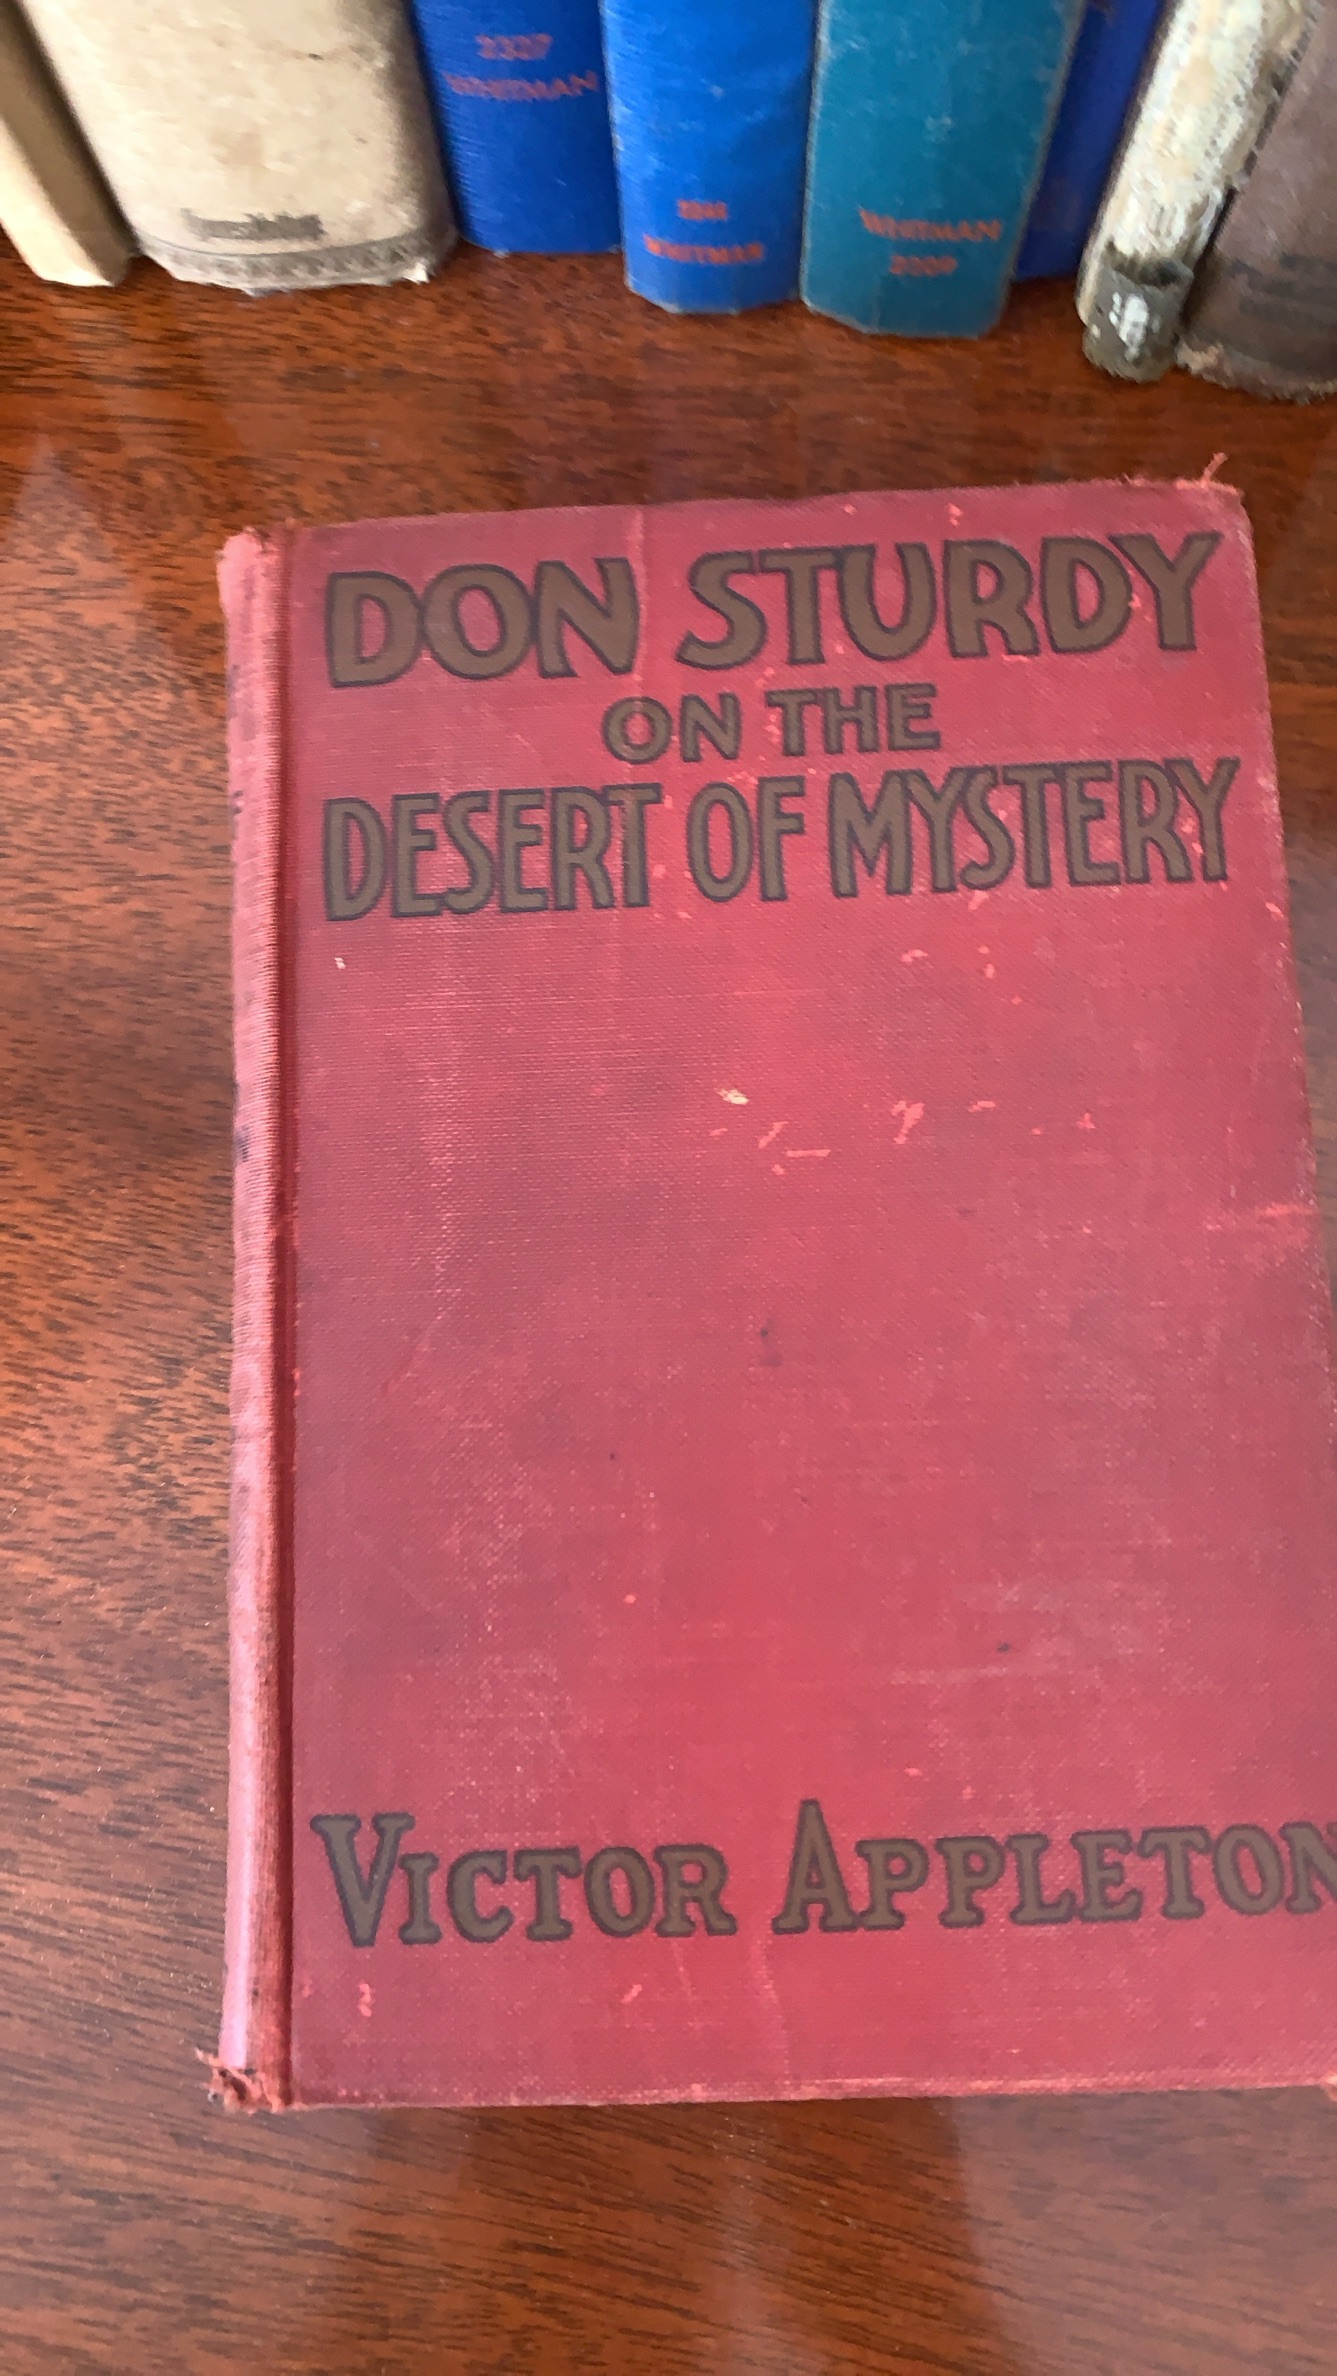 2327
WHITMAN
WHITMAN
WHITMAN
DON STURDY
ON THE
DESERT OF MYSTERY
VICTOR APPLETON